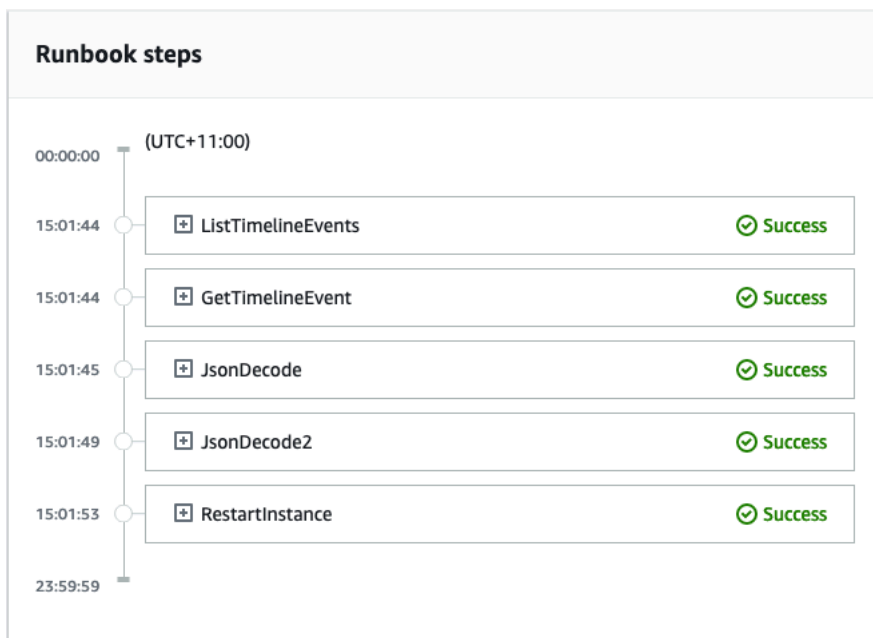 Runbook steps
(UTC+11:00)
00:00:00
15:01:44 ListTimelineEvents Success
15:01:44 GetTimelineEvent Success
15:01:45 JsonDecode Success
15:01:49 JsonDecode2 Success
15:01:53 RestartInstance Success
23:59:59